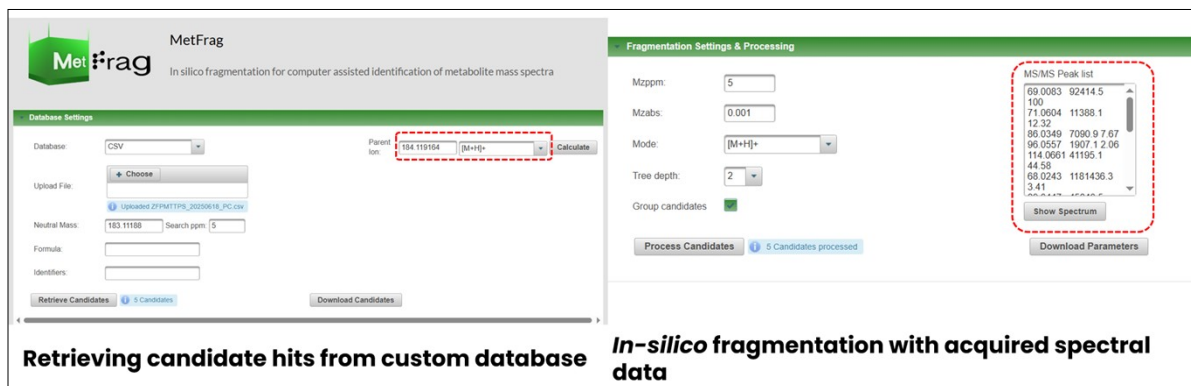 MetFrag
MetFrag
In silico fragmentation for computer assisted identification of metabolite mass spectra
Database Settings
Database:
CSV
Parent Ion:
184.119164
[M+H]+
Calculate
Upload File:
+ Choose
Uploaded ZFPMTTPS_20250618_PC.csv
Neutral Mass:
183.11188
Search ppm:
5
Formula:
Identifiers:
Retrieve Candidates
5 Candidates
Download Candidates
Retrieving candidate hits from custom database
Fragmentation Settings & Processing
Mzppm:
5
Mzabs:
0.001
Mode:
[M+H]+
Tree depth:
2
Group candidates
Process Candidates
5 Candidates processed
MS/MS Peak list
69.0083 92414.5
100
71.0604 11388.1
12.32
86.0349 7090.9 7.67
96.0557 1907.1 2.06
114.0661 41195.1
44.58
68.0243 1181436.3
3.41
Show Spectrum
Download Parameters
In-silico fragmentation with acquired spectral
data